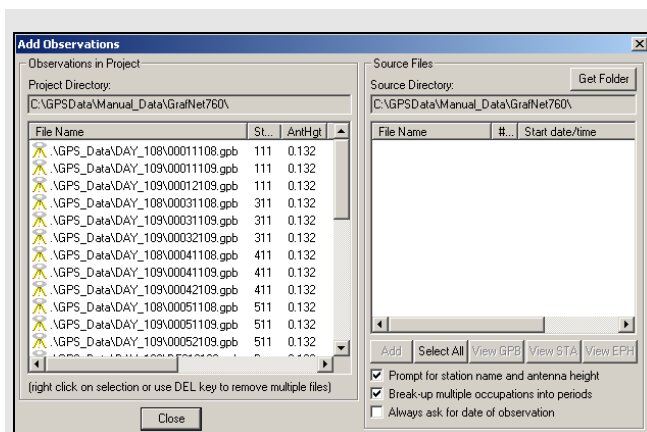 Add Observations
Observations in Project
Project Directory:
C:\GPSData\Manual_Data\GrafNet760\
File Name St... AntHgt
.\GPS_Data\DAY_108\00011108.gpb 111 0.132
.\GPS_Data\DAY_109\00011109.gpb 111 0.132
.\GPS_Data\DAY_109\00012109.gpb 111 0.132
.\GPS_Data\DAY_108\00031108.gpb 311 0.132
.\GPS_Data\DAY_109\00031109.gpb 311 0.132
.\GPS_Data\DAY_109\00032109.gpb 311 0.132
.\GPS_Data\DAY_108\00041108.gpb 411 0.132
.\GPS_Data\DAY_109\00041109.gpb 411 0.132
.\GPS_Data\DAY_109\00042109.gpb 411 0.132
.\GPS_Data\DAY_108\00051108.gpb 511 0.132
.\GPS_Data\DAY_109\00051109.gpb 511 0.132
.\GPS_Data\DAY_109\00052109.gpb 511 0.132
(right click on selection or use DEL key to remove multiple files)
Close
Source Files
Source Directory:
Get Folder
C:\GPSData\Manual_Data\GrafNet760\
File Name #... Start date/time
Add Select All View GPB View STA View EPH
Prompt for station name and antenna height
Break-up multiple occupations into periods
Always ask for date of observation